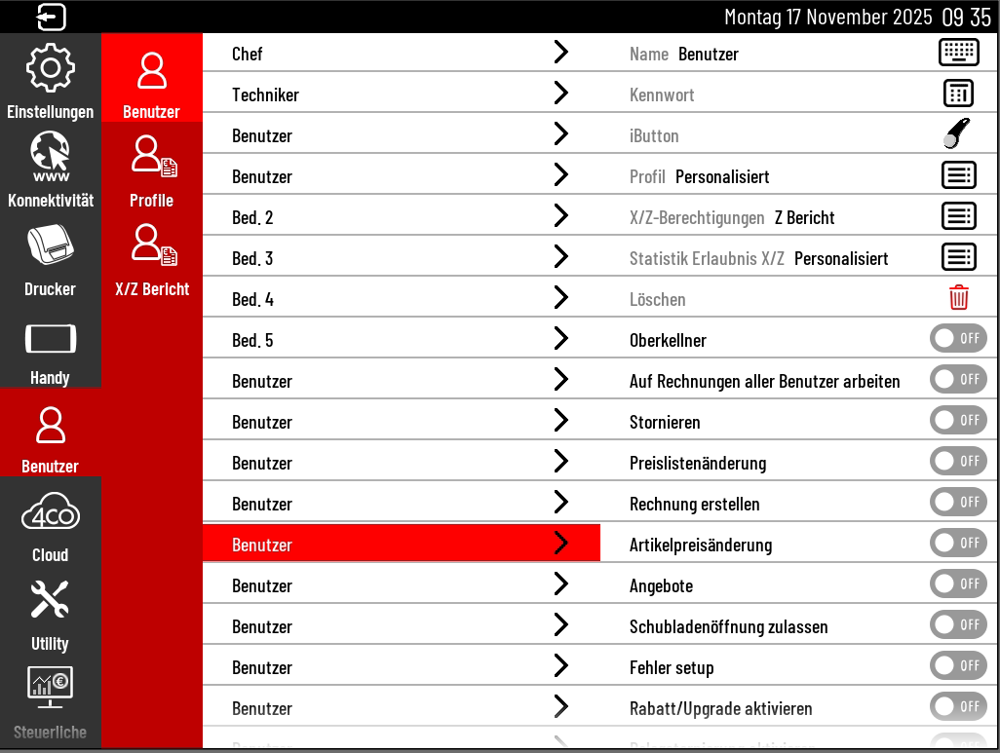 Montag 17 November 2025 09 35
Einstellungen
WWW
Konnektivität
Drucker
Handy
Benutzer
4CO
Cloud
Utility
€
Steuerliche
Benutzer
Profile
X/Z Bericht
Chef
Techniker
Benutzer
Benutzer
Bed. 2
Bed. 3
Bed. 4
Bed. 5
Benutzer
Benutzer
Benutzer
Benutzer
Benutzer
Benutzer
Benutzer
Benutzer
Benutzer
Benutzer
Name Benutzer
Kennwort
iButton
Profil Personalisiert
X/Z-Berechtigungen Z Bericht
Statistik Erlaubnis X/Z Personalisiert
Löschen
Oberkellner OFF
Auf Rechnungen aller Benutzer arbeiten OFF
Stornieren OFF
Preislistenänderung OFF
Rechnung erstellen OFF
Artikelpreisänderung OFF
Angebote OFF
Schubladenöffnung zulassen OFF
Fehler setup OFF
Rabatt/Upgrade aktivieren OFF